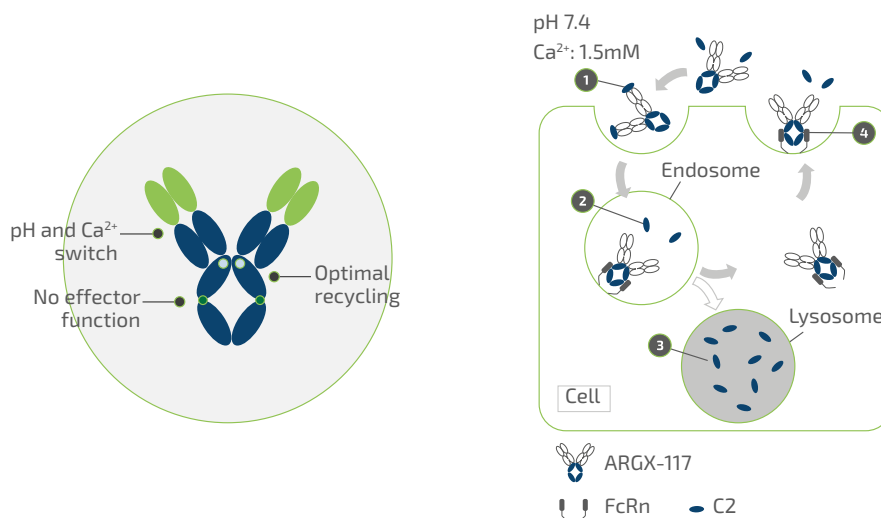 pH and Ca²⁺
switch
No effector
function
Optimal
recycling
pH 7.4
Ca²⁺: 1.5mM
1
4
Endosome
2
Lysosome
3
Cell
ARGX-117
FcRn
C2